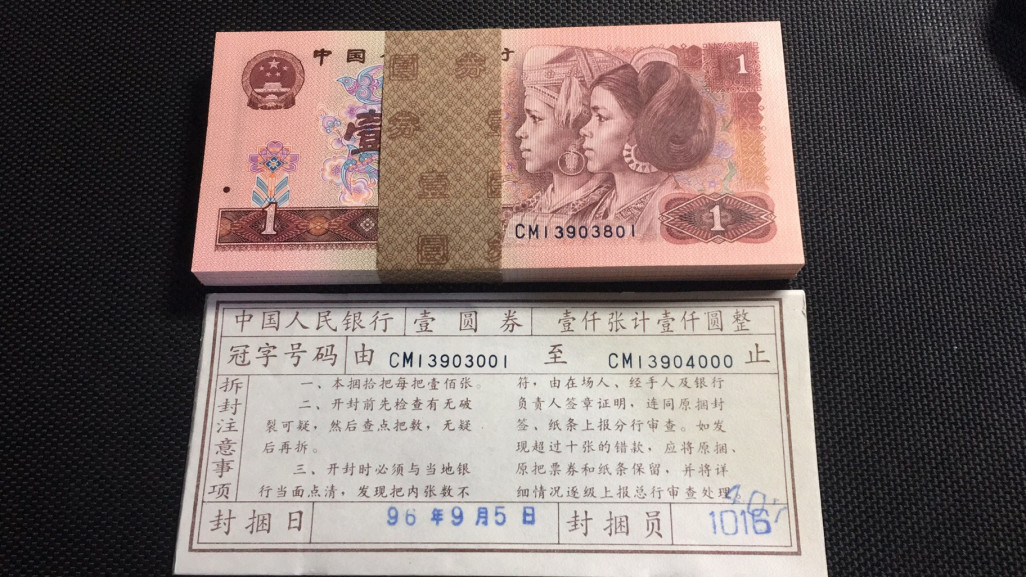 中国
行
1
壹
1
CM13903801
1
圆 券
券 壹
壹
圆
中国人民银行 壹圆券 壹仟张计壹仟圆整
冠字号码 由 CM13903001 至 CM13904000 止
拆封注意事项
一、本捆拾把每把壹佰张。
二、开封前先检查有无破
裂可疑，然后查点把数，无疑
后再拆。
三、开封时必须与当地银
行当面点清，发现把内张数不
符，由在场人、经手人及银行
负责人签章证明，连同原捆封
签、纸条上报分行审查。如发
现超过十张的错款，应将原捆、
原把票券和纸条保留，并将详
细情况逐级上报总行审查处理
封捆日 96年9月5日 封捆员 1016